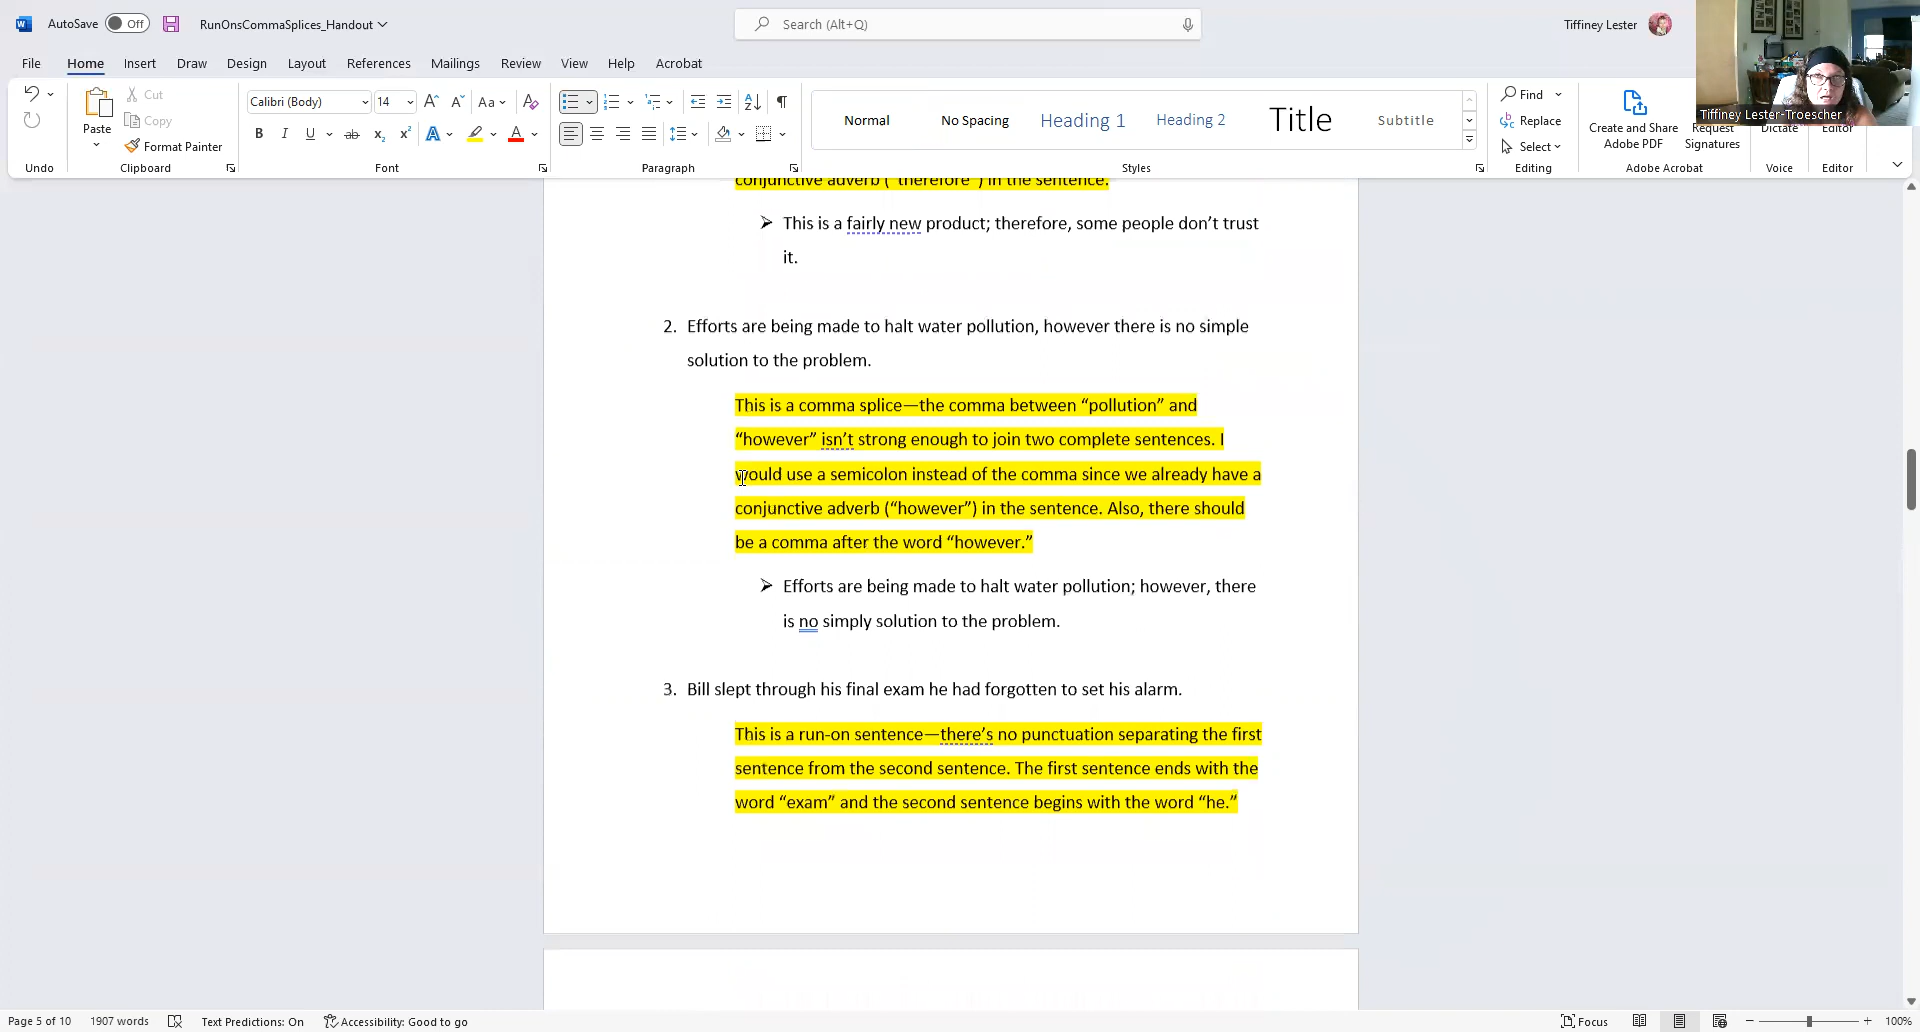 AutoSave Off RunOnsCommaSplices_Handout Search (Alt+Q) Tiffiney Lester
File Home Insert Draw Design Layout References Mailings Review View Help Acrobat
Tiffiney Lester-Troescher
Paste Cut Copy Format Painter
Calibri (Body) 14
Normal No Spacing Heading 1 Heading 2 Title Subtitle
Find Replace Select
Create and Share Adobe PDF Request Signatures Dictate Editor
Undo Clipboard Font Paragraph Styles Editing Adobe Acrobat Voice Editor
conjunctive adverb (“therefore”) in the sentence.
➢ This is a fairly new product; therefore, some people don’t trust
it.
2. Efforts are being made to halt water pollution, however there is no simple
solution to the problem.
This is a comma splice—the comma between “pollution” and
“however” isn’t strong enough to join two complete sentences. I
would use a semicolon instead of the comma since we already have a
conjunctive adverb (“however”) in the sentence. Also, there should
be a comma after the word “however.”
➢ Efforts are being made to halt water pollution; however, there
is no simply solution to the problem.
3. Bill slept through his final exam he had forgotten to set his alarm.
This is a run-on sentence—there’s no punctuation separating the first
sentence from the second sentence. The first sentence ends with the
word “exam” and the second sentence begins with the word “he.”
Page 5 of 10 1907 words Text Predictions: On Accessibility: Good to go Focus 100%